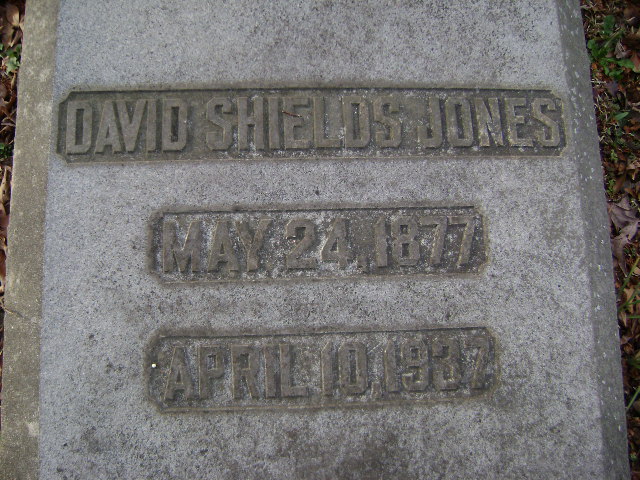 DAVID SHIELDS JONES
MAY 24, 1877
APRIL 10, 1937